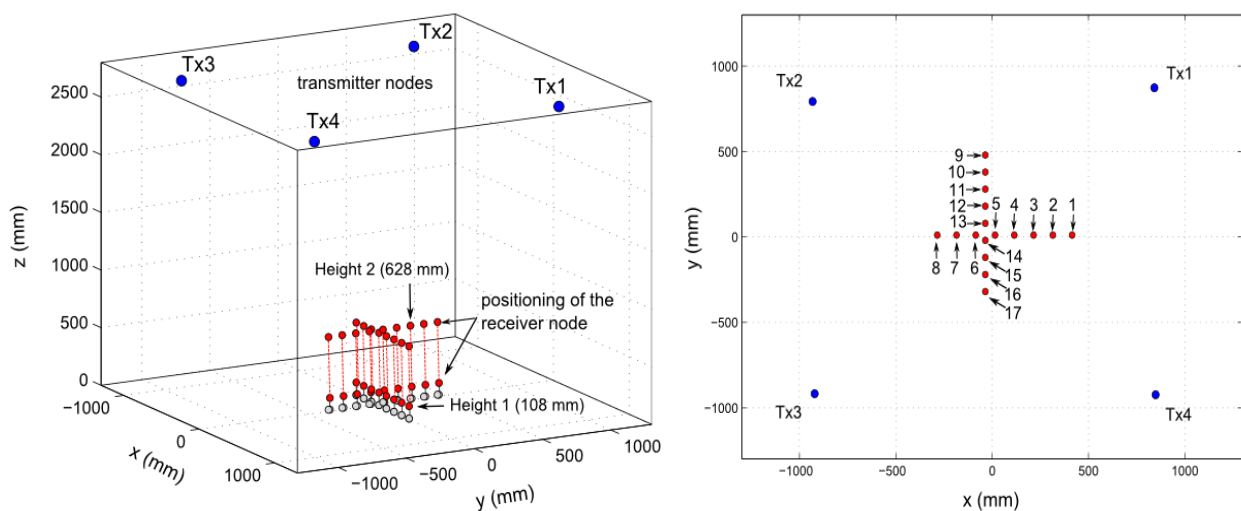 Tx2
Tx3
transmitter nodes
Tx1
Tx4
2500
2000
1500
1000
500
0
z (mm)
Height 2 (628 mm)
positioning of the
receiver node
Height 1 (108 mm)
−1000
0
1000
x (mm)
−1000
−500
0
500
1000
y (mm)
1000
500
0
−500
−1000
y (mm)
Tx2
Tx1
9
10
11
12
13
5 4 3 2 1
8 7 6
14
15
16
17
Tx3
Tx4
−1000 −500 0 500 1000
x (mm)